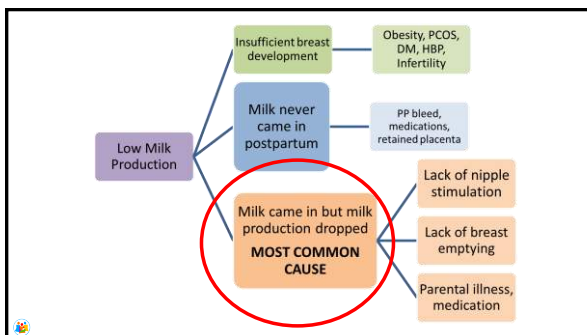 Low Milk
Production
Insufficient breast
development
Obesity, PCOS,
DM, HBP,
Infertility
Milk never
came in
postpartum
PP bleed,
medications,
retained placenta
Milk came in but milk
production dropped
MOST COMMON
CAUSE
Lack of nipple
stimulation
Lack of breast
emptying
Parental illness,
medication